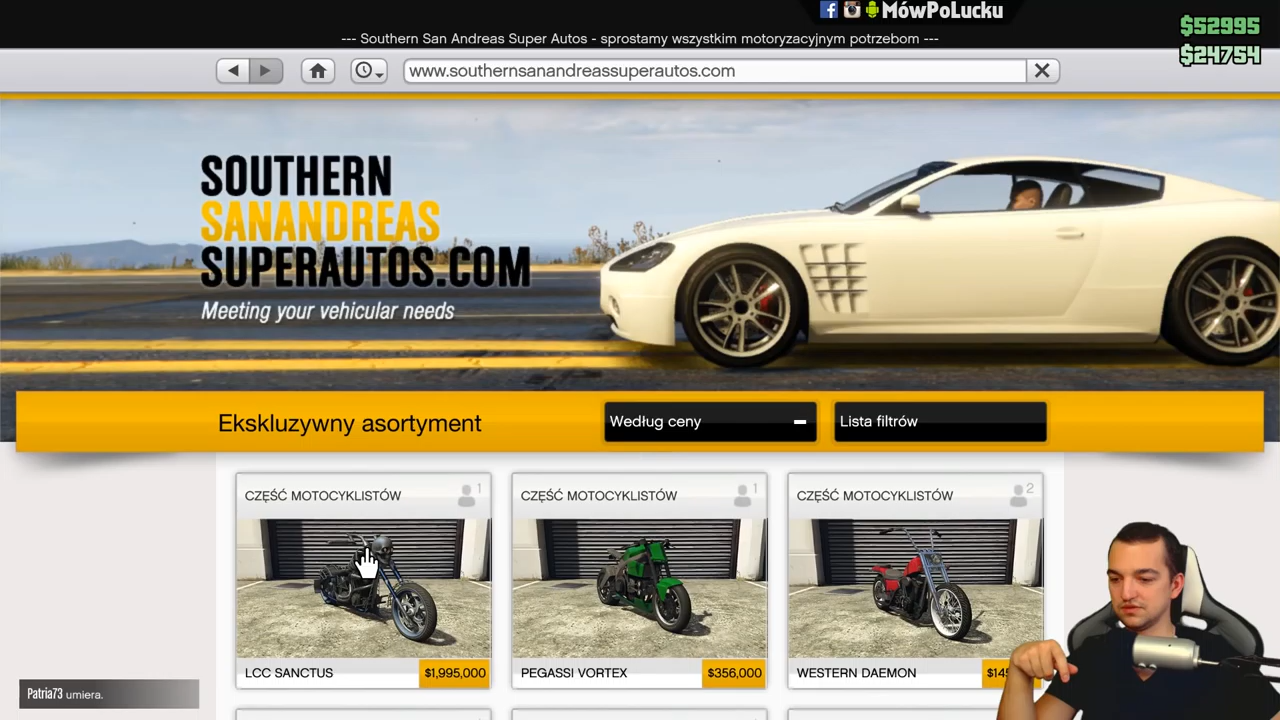 MówPoLucku
--- Southern San Andreas Super Autos - sprostamy wszystkim motoryzacyjnym potrzebom ---
$52995
$24754
www.southernsanandreassuperautos.com
SOUTHERN
SANANDREAS
SUPERAUTOS.COM
Meeting your vehicular needs
Ekskluzywny asortyment
Według ceny
Lista filtrów
CZĘŚĆ MOTOCYKLISTÓW 1
CZĘŚĆ MOTOCYKLISTÓW 1
CZĘŚĆ MOTOCYKLISTÓW 2
LCC SANCTUS $1,995,000
PEGASSI VORTEX $356,000
WESTERN DAEMON
Patria73 umiera.